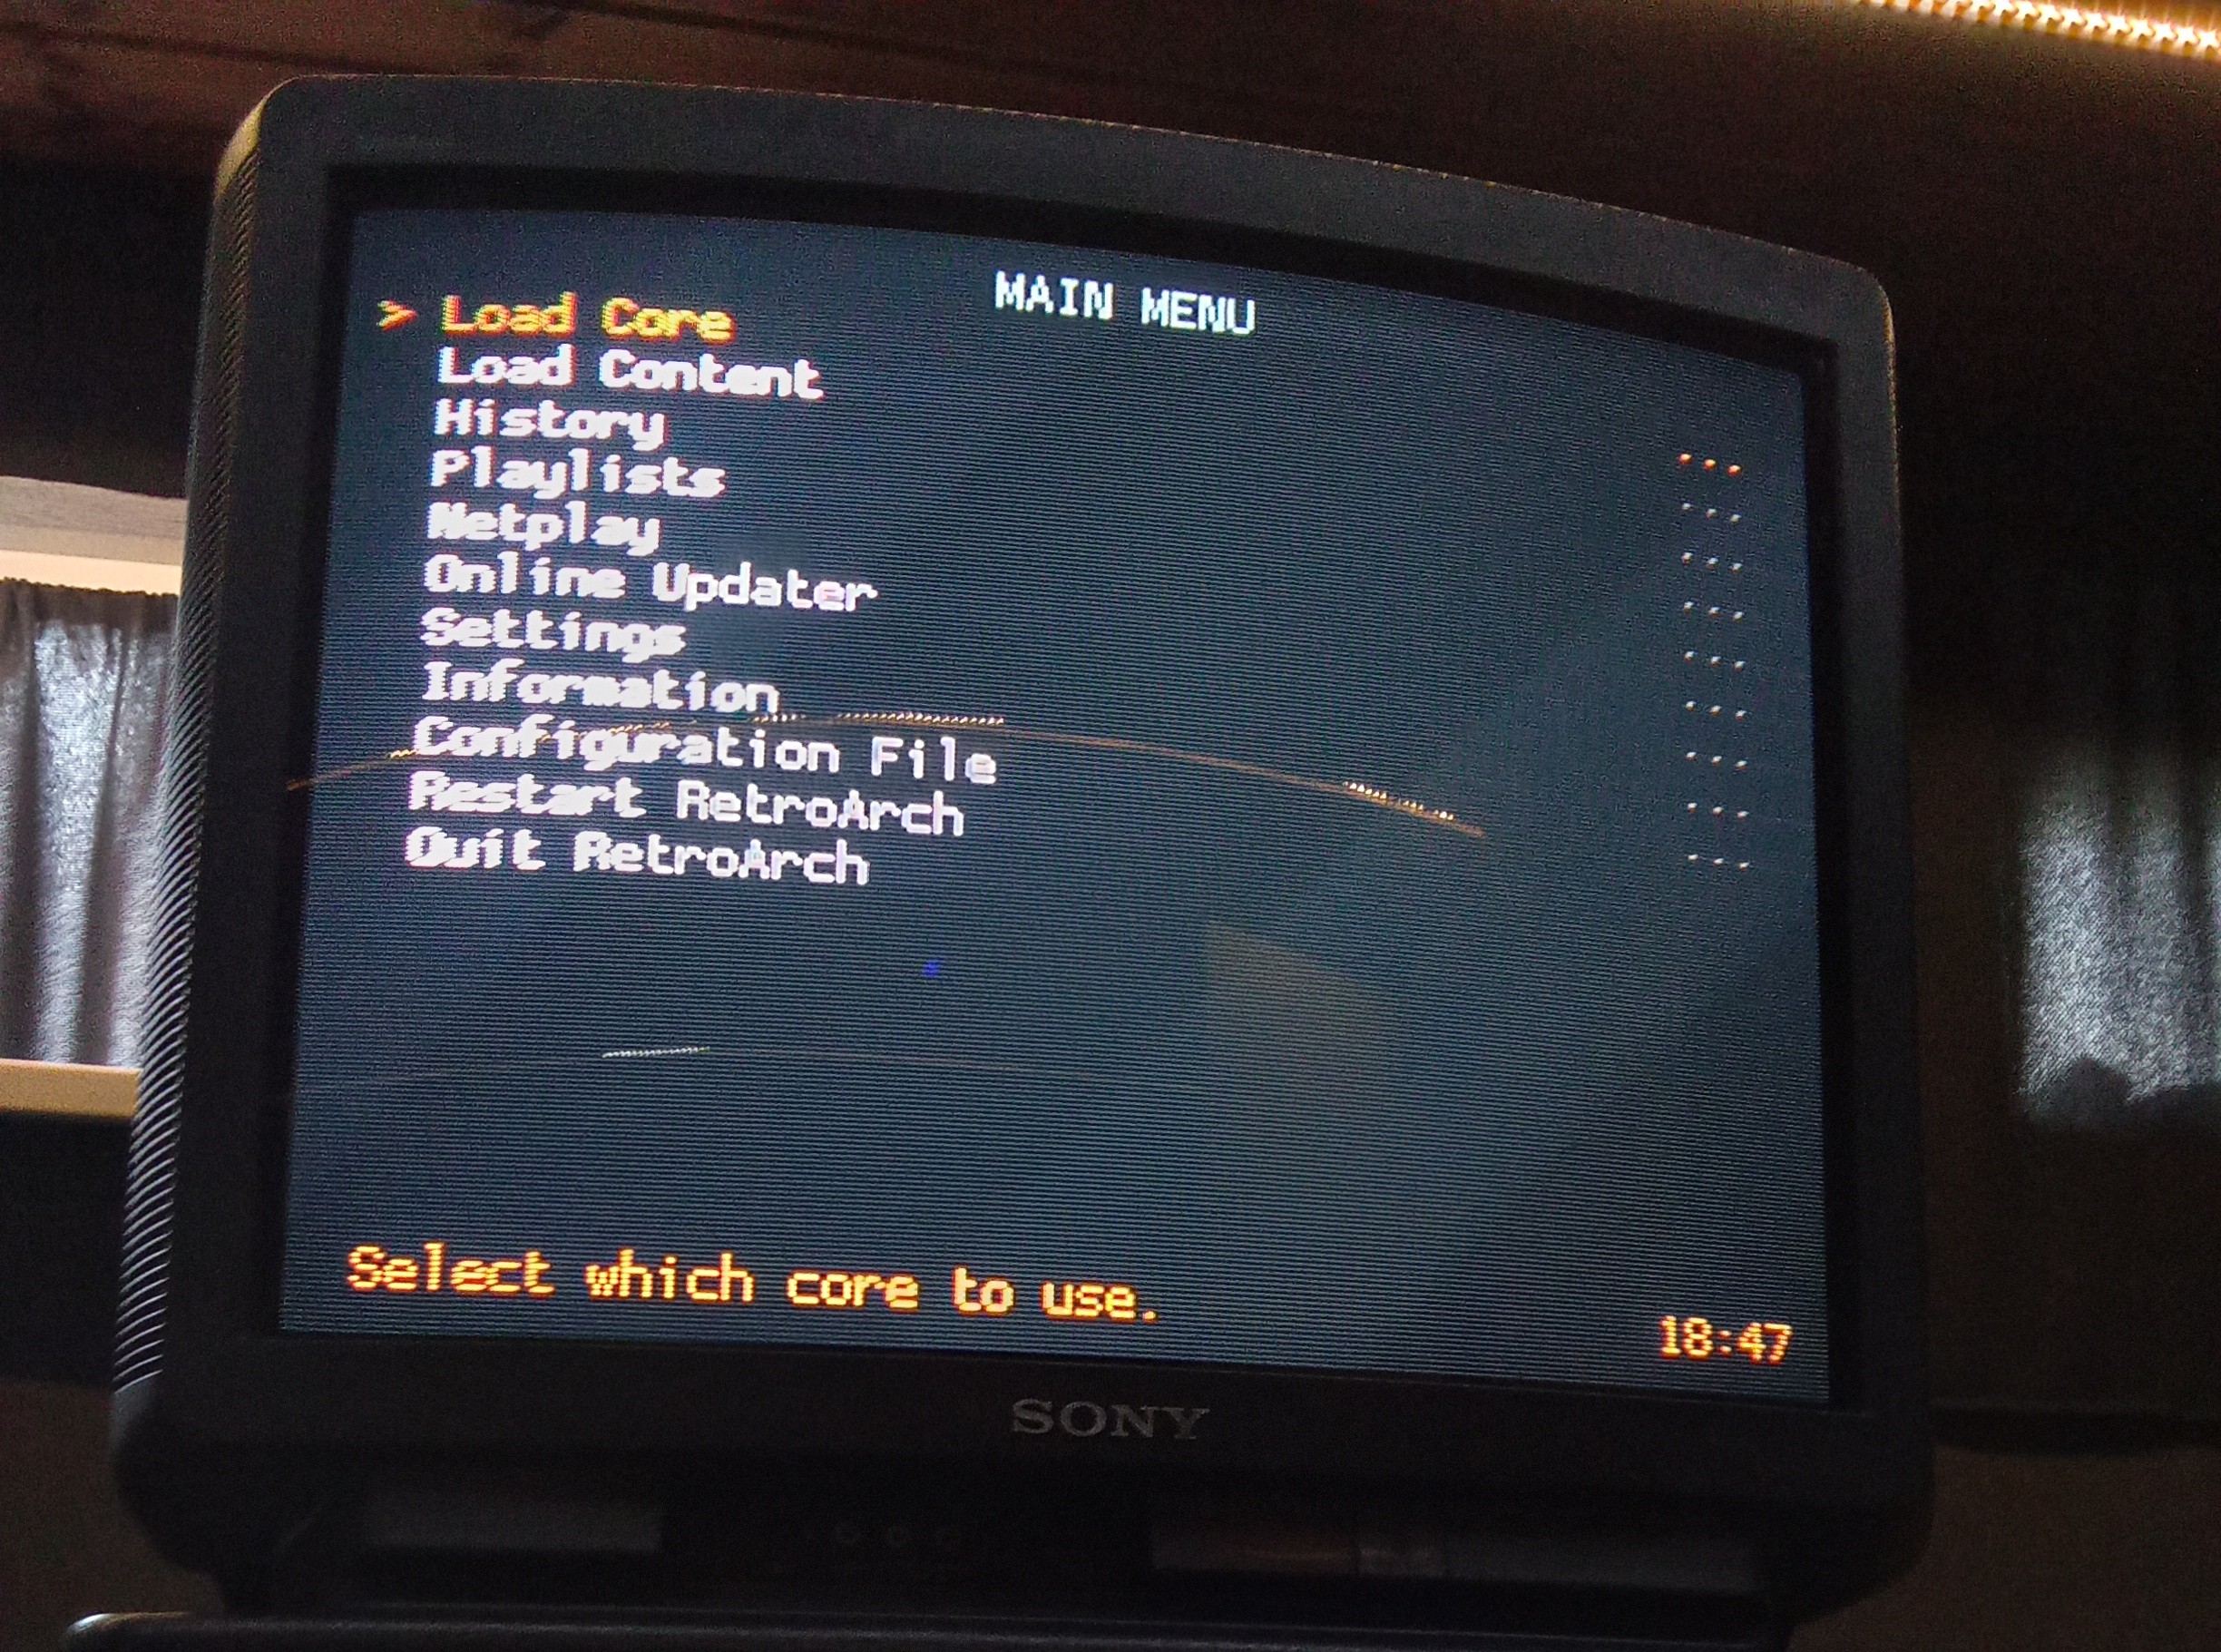 MAIN MENU
> Load Core ...
Load Content ...
History ...
Playlists ...
Netplay ...
Online Updater ...
Settings ...
Information ...
Configuration File ...
Restart RetroArch
Quit RetroArch
Select which core to use.
18:47
SONY